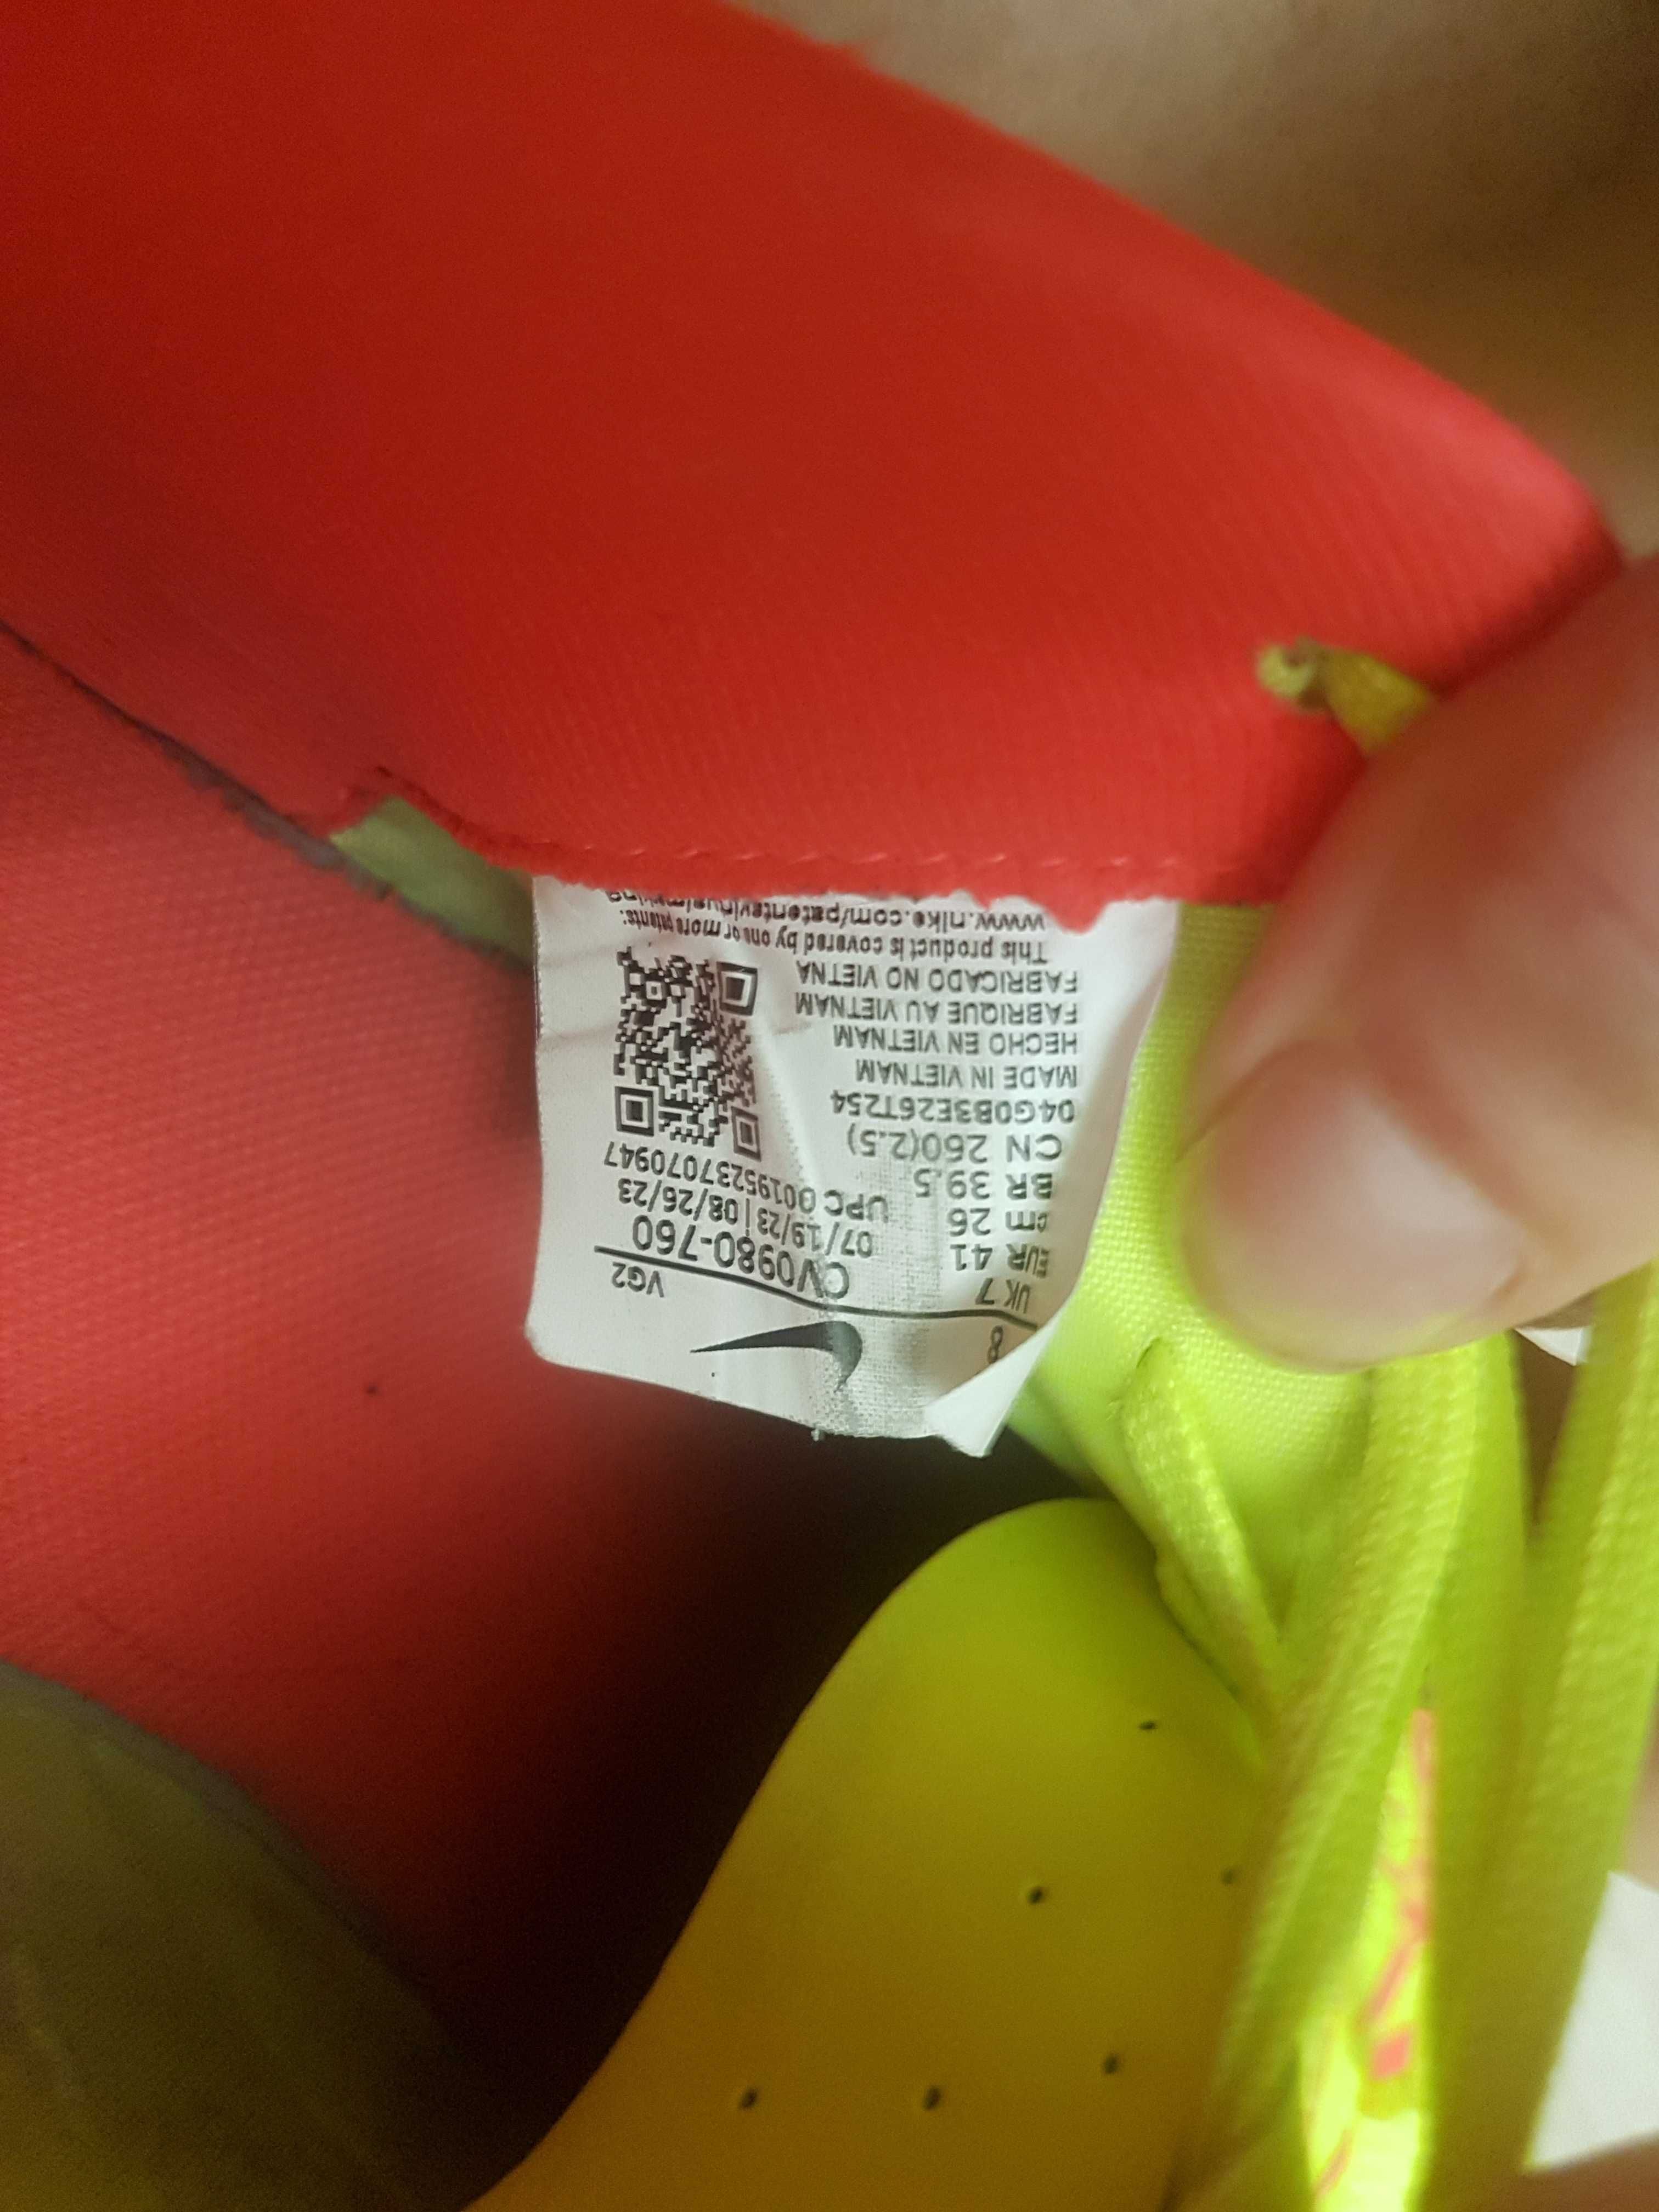 8
VG2
UK 7
EUR 41
cm 26
BR 39.5
CN 260(2.5)
CV0980-760
07/19/23 | 08/26/23
UPC 00195237070947
04G0B3E26T254
MADE IN VIETNAM
HECHO EN VIETNAM
FABRIQUE AU VIETNAM
FABRICADO NO VIETNA
This product is covered by one or more patents:
www.nike.com/patentsvirtualmarking